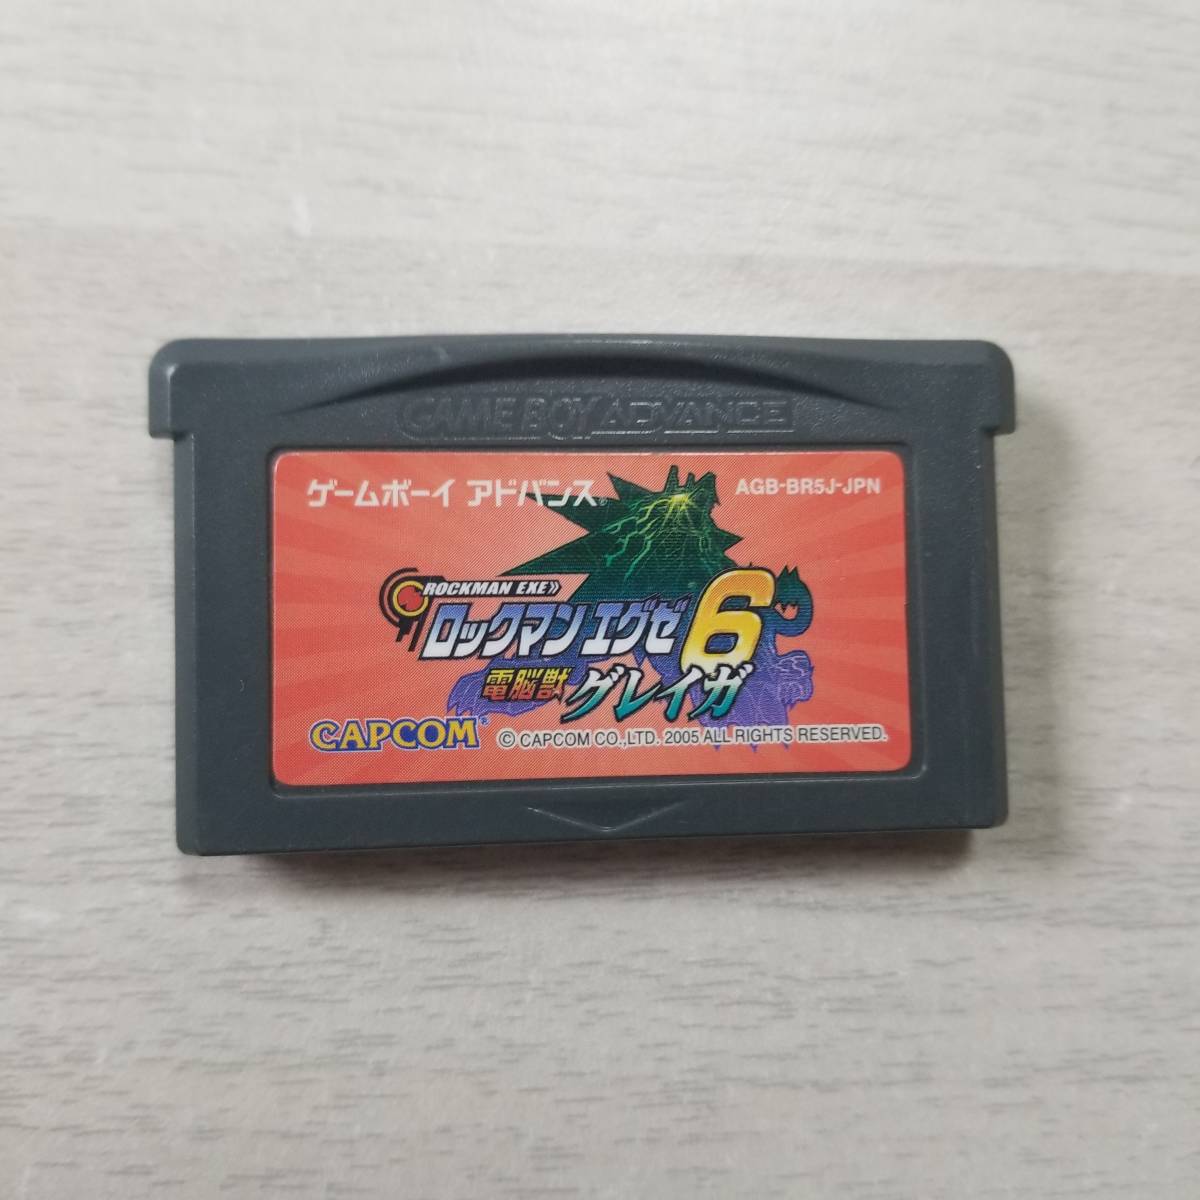 GAME BOY ADVANCE
ゲームボーイ アドバンス®
AGB-BR5J-JPN
ROCKMAN EXE
ロックマン エグゼ6
電脳獣 グレイガ
CAPCOM®
© CAPCOM CO.,LTD. 2005 ALL RIGHTS RESERVED.